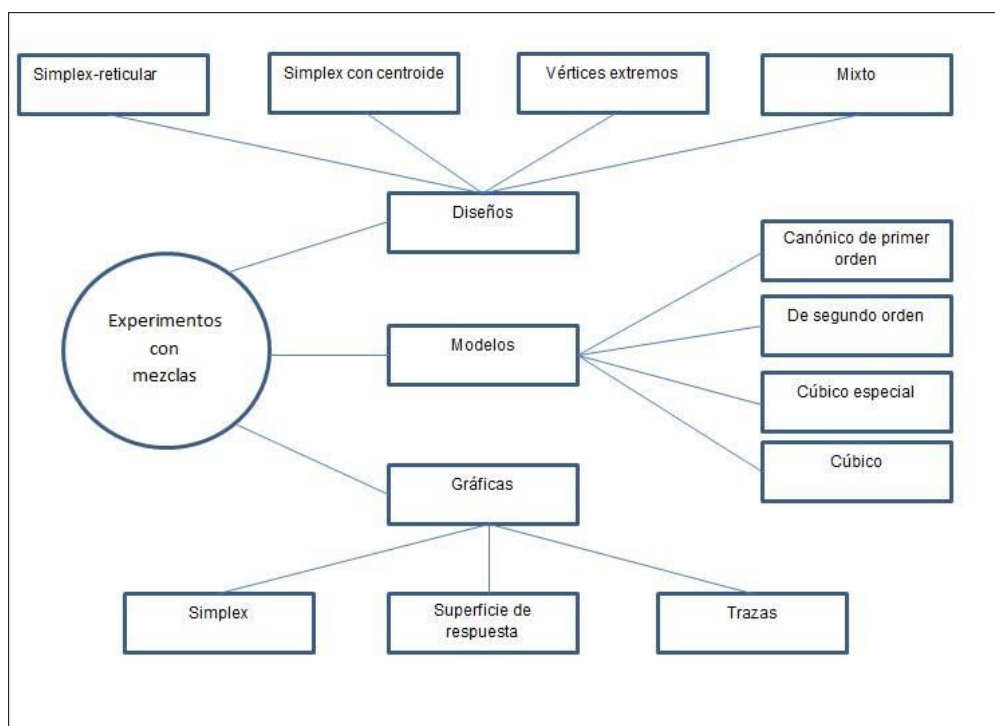 Simplex-reticular
Simplex con centroide
Vértices extremos
Mixto
Diseños
Canónico de primer
orden
Experimentos
con
mezclas
Modelos
De segundo orden
Cúbico especial
Cúbico
Gráficas
Simplex
Superficie de
respuesta
Trazas